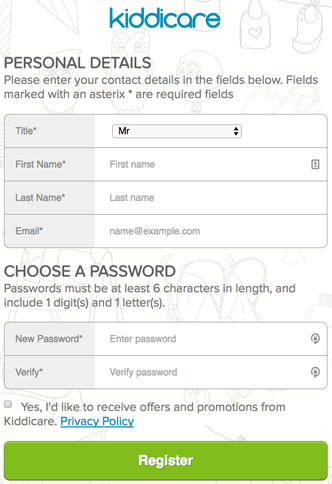 kiddicare
PERSONAL DETAILS
Please enter your contact details in the fields below. Fields
marked with an asterix * are required fields
Title* Mr
First Name* First name
Last Name* Last name
Email* name@example.com
CHOOSE A PASSWORD
Passwords must be at least 6 characters in length, and
include 1 digit(s) and 1 letter(s).
New Password* Enter password
Verify* Verify password
Yes, I'd like to receive offers and promotions from
Kiddicare. Privacy Policy
Register